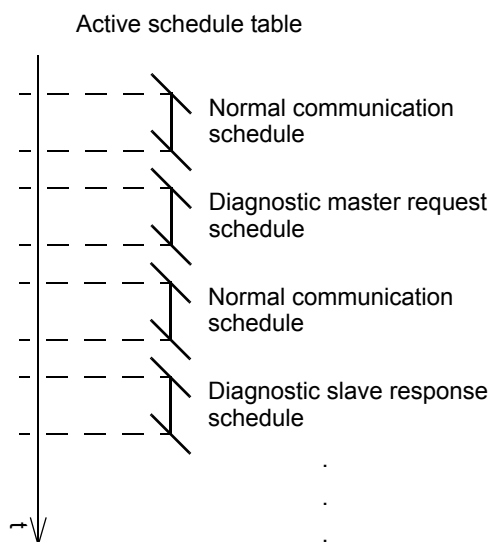 Active schedule table
Normal communication
schedule
Diagnostic master request
schedule
Normal communication
schedule
Diagnostic slave response
schedule
.
.
.
t